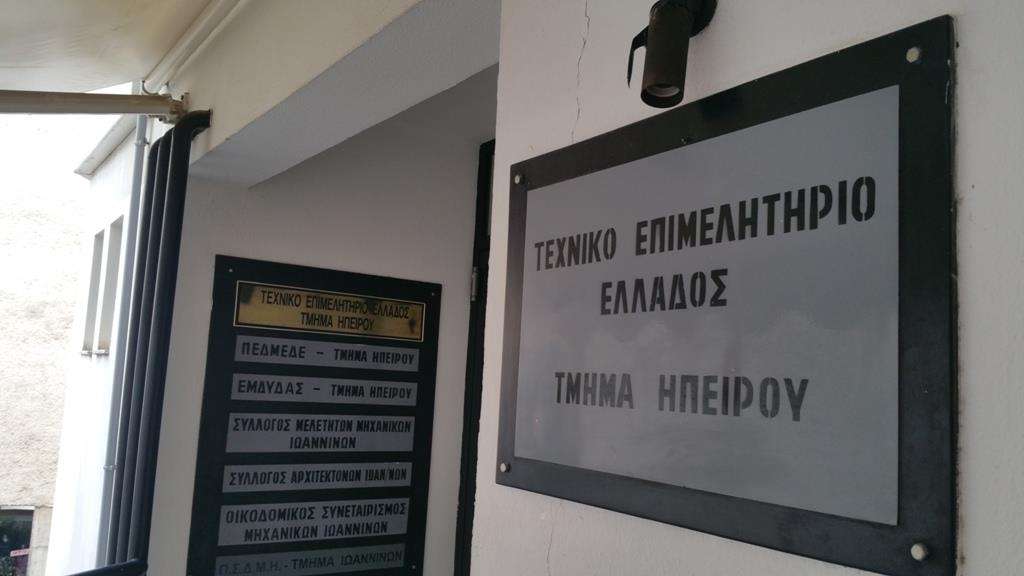 ΤΕΧΝΙΚΟ ΕΠΙΜΕΛΗΤΗΡΙΟ
ΕΛΛΑΔΟΣ
ΤΜΗΜΑ ΗΠΕΙΡΟΥ
ΤΕΧΝΙΚΟ ΕΠΙΜΕΛΗΤΗΡΙΟ ΕΛΛΑΔΟΣ
ΤΜΗΜΑ ΗΠΕΙΡΟΥ
ΠΕΔΜΕΔΕ – ΤΜΗΜΑ ΗΠΕΙΡΟΥ
ΕΜΔΥΔΑΣ – ΤΜΗΜΑ ΗΠΕΙΡΟΥ
ΣΥΛΛΟΓΟΣ ΜΕΛΕΤΗΤΩΝ ΜΗΧΑΝΙΚΩΝ
ΙΩΑΝΝΙΝΩΝ
ΣΥΛΛΟΓΟΣ ΑΡΧΙΤΕΚΤΟΝΩΝ ΙΩΑΝ/ΝΩΝ
ΟΙΚΟΔΟΜΙΚΟΣ ΣΥΝΕΤΑΙΡΙΣΜΟΣ
ΜΗΧΑΝΙΚΩΝ ΙΩΑΝΝΙΝΩΝ
Π.Σ.Δ.Μ.Η.- ΤΜΗΜΑ ΙΩΑΝΝΙΝΩΝ